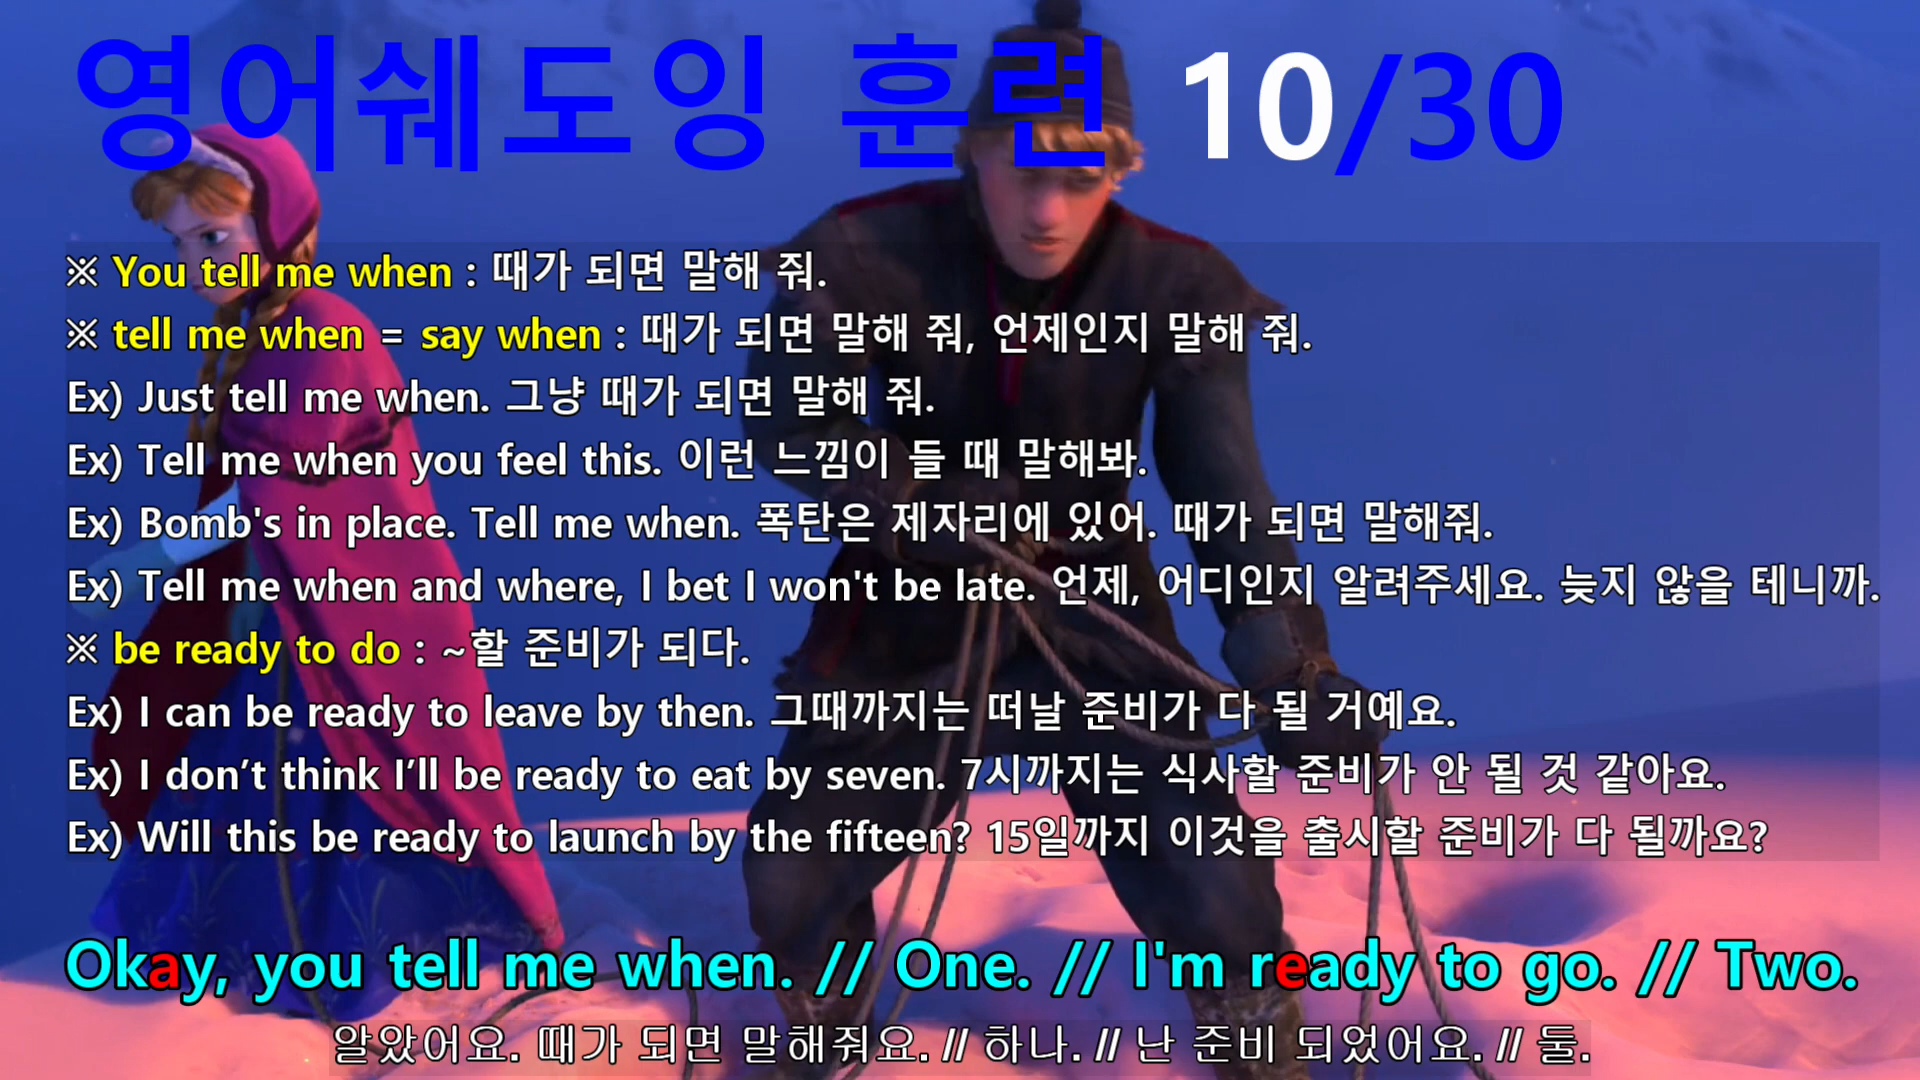 영어쉐도잉 훈련 10/30
※ You tell me when : 때가 되면 말해 줘.
※ tell me when = say when : 때가 되면 말해 줘, 언제인지 말해 줘.
Ex) Just tell me when. 그냥 때가 되면 말해 줘.
Ex) Tell me when you feel this. 이런 느낌이 들 때 말해봐.
Ex) Bomb's in place. Tell me when. 폭탄은 제자리에 있어. 때가 되면 말해줘.
Ex) Tell me when and where, I bet I won't be late. 언제, 어디인지 알려주세요. 늦지 않을 테니까.
※ be ready to do : ~할 준비가 되다.
Ex) I can be ready to leave by then. 그때까지는 떠날 준비가 다 될 거예요.
Ex) I don’t think I’ll be ready to eat by seven. 7시까지는 식사할 준비가 안 될 것 같아요.
Ex) Will this be ready to launch by the fifteen? 15일까지 이것을 출시할 준비가 다 될까요?
Okay, you tell me when. // One. // I'm ready to go. // Two.
알았어요. 때가 되면 말해줘요. // 하나. // 난 준비 되었어요. // 둘.